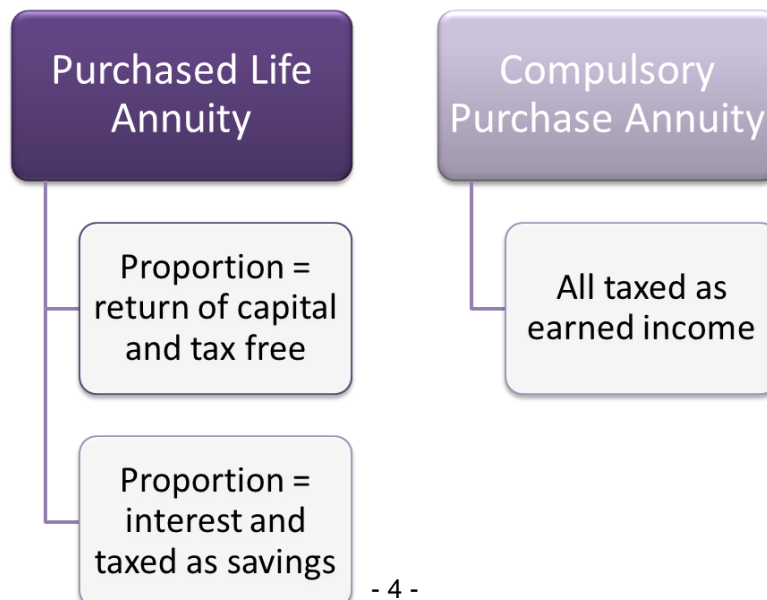 Purchased Life
Annuity
Proportion =
return of capital
and tax free
Proportion =
interest and
taxed as savings
Compulsory
Purchase Annuity
All taxed as
earned income
- 4 -